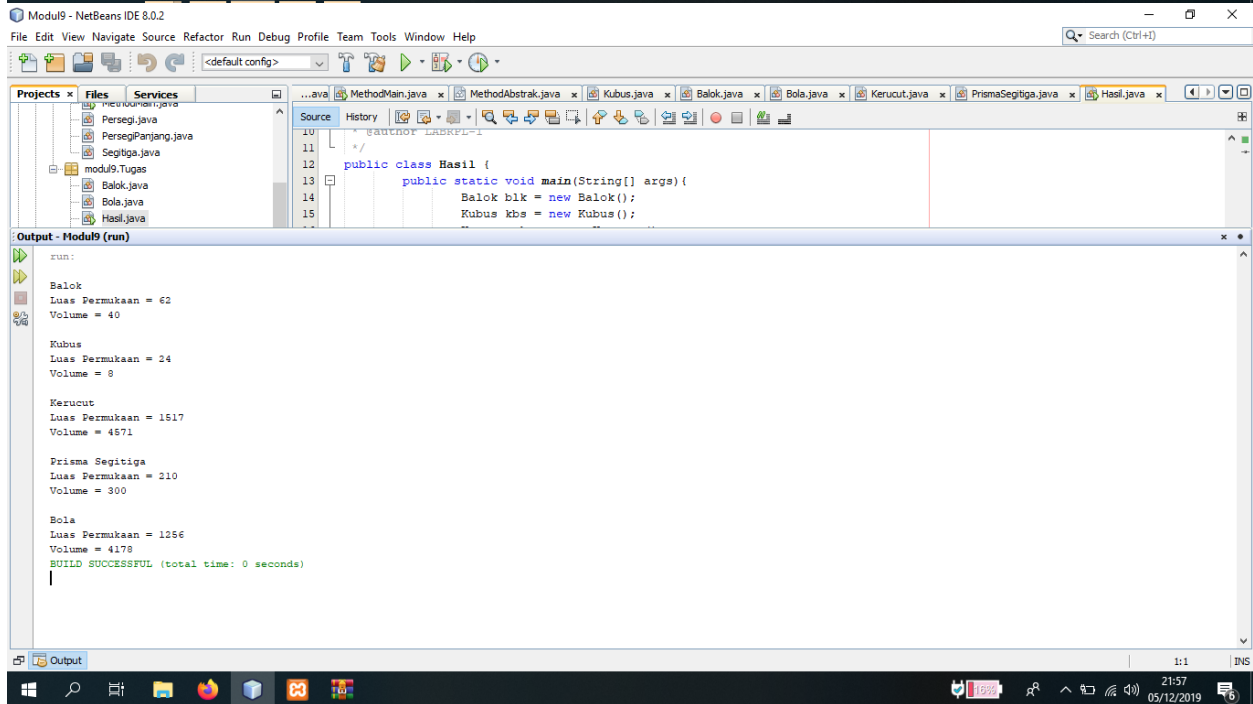 Modul9 - NetBeans IDE 8.0.2
File Edit View Navigate Source Refactor Run Debug Profile Team Tools Window Help
Search (Ctrl+I)
<default config>
Projects x Files Services
...ava MethodMain.java x MethodAbstrak.java x Kubus.java x Balok.java x Bola.java x Kerucut.java x PrismaSegitiga.java x Hasil.java x
MethodMain.java
Persegi.java
PersegiPanjang.java
Segitiga.java
modul9.Tugas
Balok.java
Bola.java
Hasil.java
Source History
10 * @author LABRPL-1
11 */
12 public class Hasil {
13 public static void main(String[] args){
14 Balok blk = new Balok();
15 Kubus kbs = new Kubus();
Output - Modul9 (run)
run:
Balok
Luas Permukaan = 62
Volume = 40
Kubus
Luas Permukaan = 24
Volume = 8
Kerucut
Luas Permukaan = 1517
Volume = 4571
Prisma Segitiga
Luas Permukaan = 210
Volume = 300
Bola
Luas Permukaan = 1256
Volume = 4178
BUILD SUCCESSFUL (total time: 0 seconds)
Output
1:1 INS
16%
21:57
05/12/2019
6